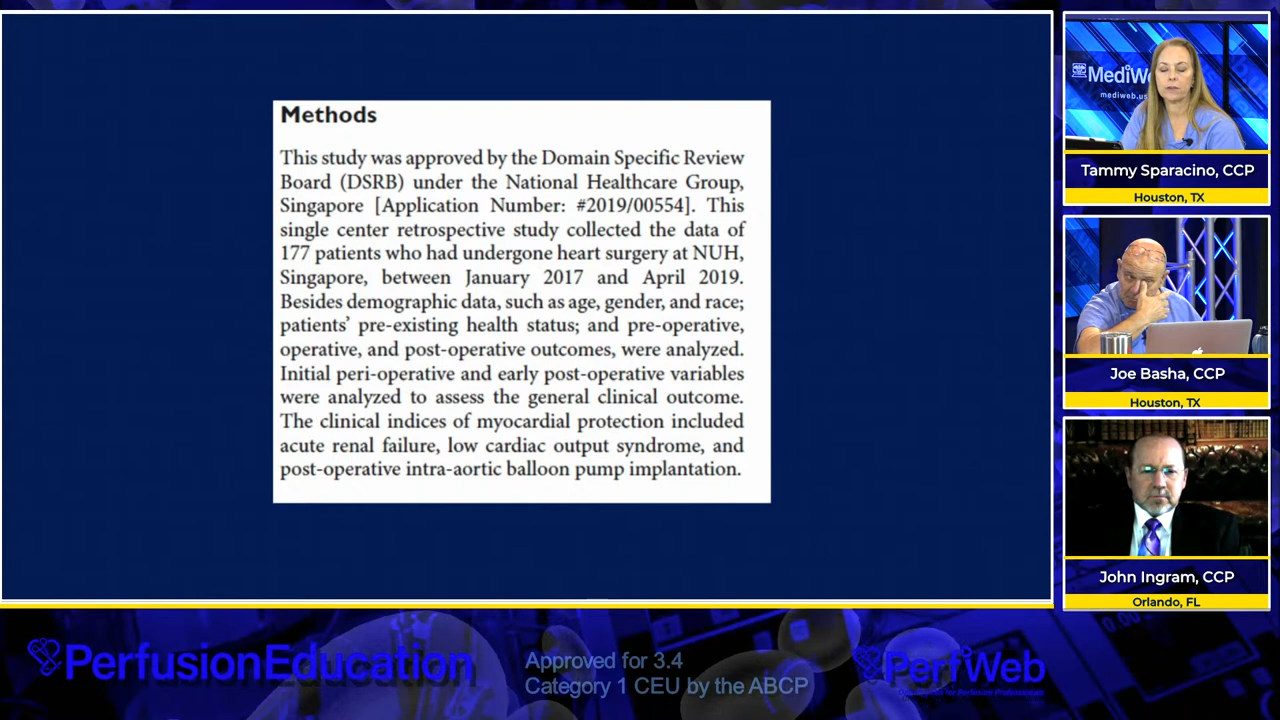 Methods
This study was approved by the Domain Specific Review
Board (DSRB) under the National Healthcare Group,
Singapore [Application Number: #2019/00554]. This
single center retrospective study collected the data of
177 patients who had undergone heart surgery at NUH,
Singapore, between January 2017 and April 2019.
Besides demographic data, such as age, gender, and race;
patients' pre-existing health status; and pre-operative,
operative, and post-operative outcomes, were analyzed.
Initial peri-operative and early post-operative variables
were analyzed to assess the general clinical outcome.
The clinical indices of myocardial protection included
acute renal failure, low cardiac output syndrome, and
post-operative intra-aortic balloon pump implantation.
MediWe
mediweb.us
Tammy Sparacino, CCP
Houston, TX
Joe Basha, CCP
Houston, TX
John Ingram, CCP
Orlando, FL
PerfusionEducation
Approved for 3.4
Category 1 CEU by the ABCP
PerfWeb